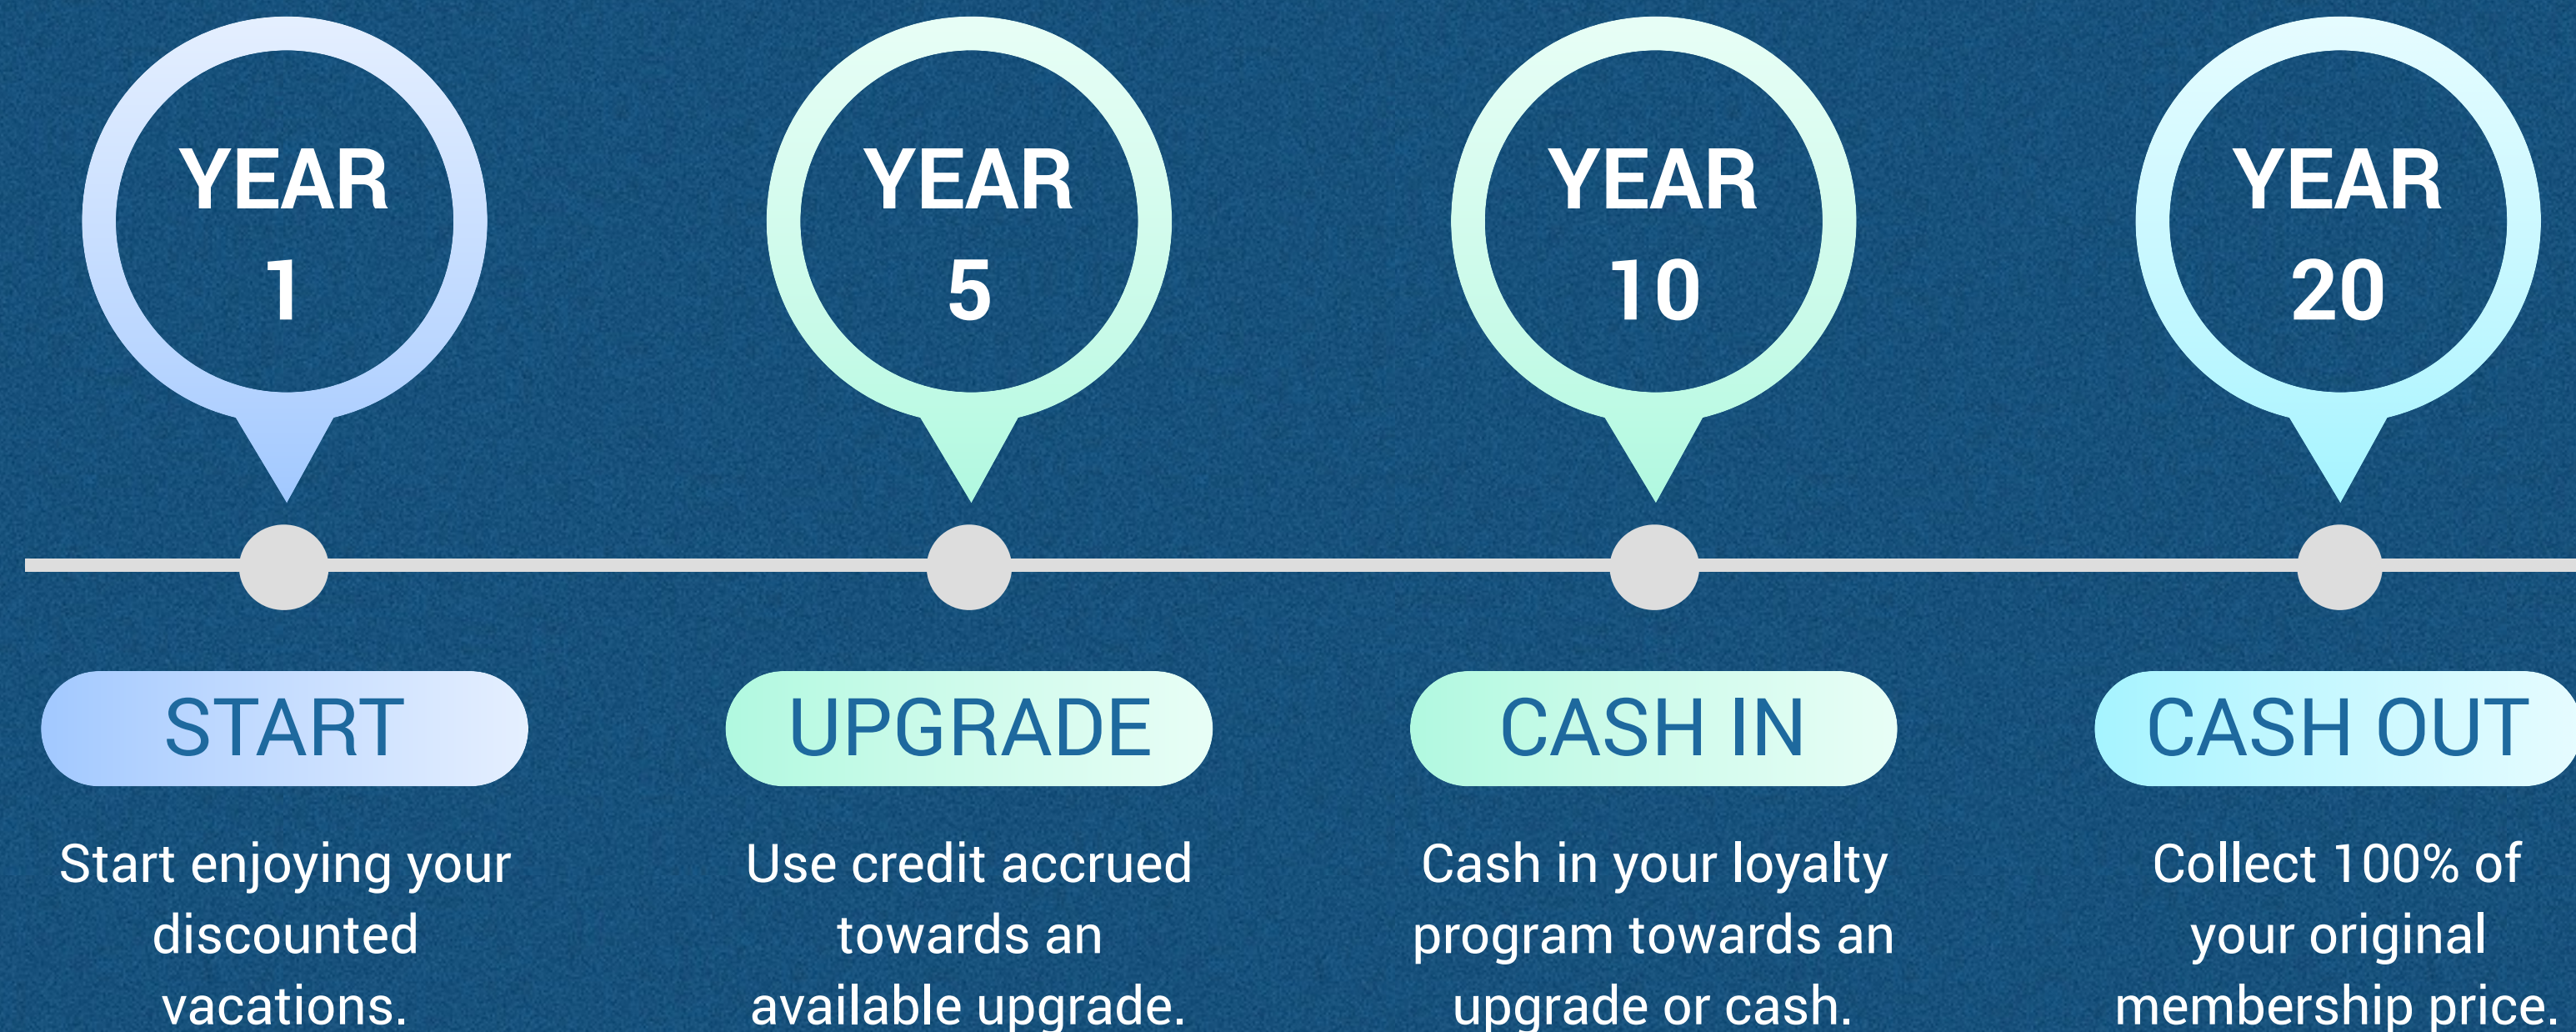 YEAR
1
YEAR
5
YEAR
10
YEAR
20
START
UPGRADE
CASH IN
CASH OUT
Start enjoying your
discounted
vacations.
Use credit accrued
towards an
available upgrade.
Cash in your loyalty
program towards an
upgrade or cash.
Collect 100% of
your original
membership price.